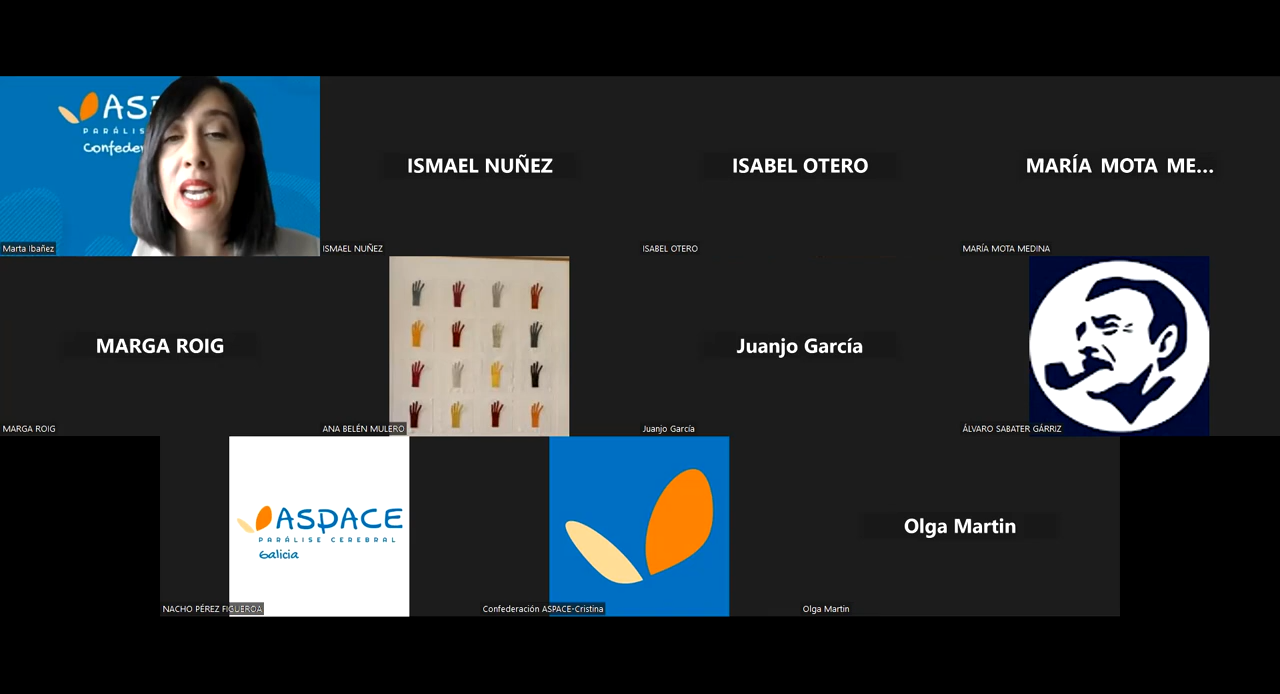 ASP
PARÁLIS
Confeder
Marta Ibañez
ISMAEL NUÑEZ
ISMAEL NUÑEZ
ISABEL OTERO
ISABEL OTERO
MARÍA MOTA ME...
MARÍA MOTA MEDINA
MARGA ROIG
MARGA ROIG
ANA BELÉN MULERO
Juanjo García
Juanjo García
ÁLVARO SABATER GÁRRIZ
ASPACE
PARÁLISE CEREBRAL
Galicia
NACHO PÉREZ FIGUEROA
Confederación ASPACE-Cristina
Olga Martin
Olga Martin